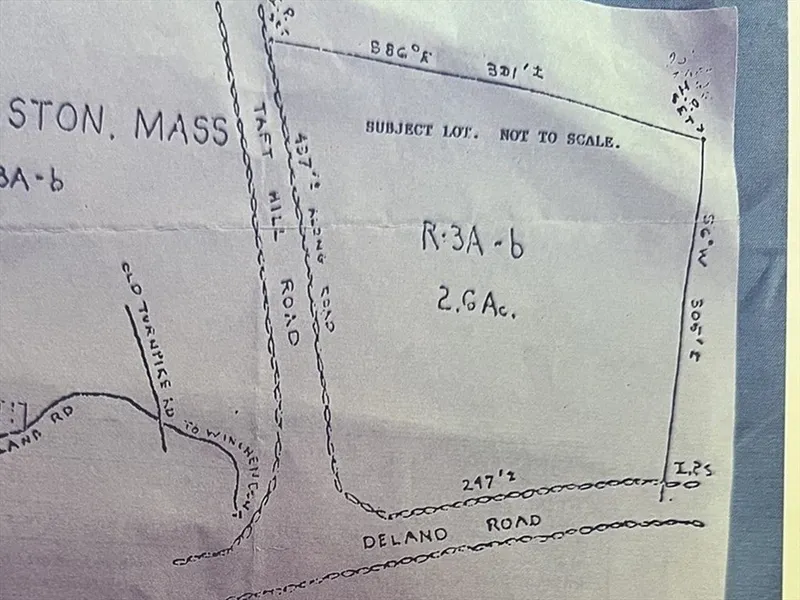 STON, MASS
3A-b
TAFT HILL ROAD
437'± ALONG ROAD
S86°E 321'±
SUBJECT LOT. NOT TO SCALE.
R:3A-b
2.6Ac.
S6°W 305'±
OLD TURNPIKE RD
TO WINCHENDON
LAND RD
247'±
DELAND ROAD